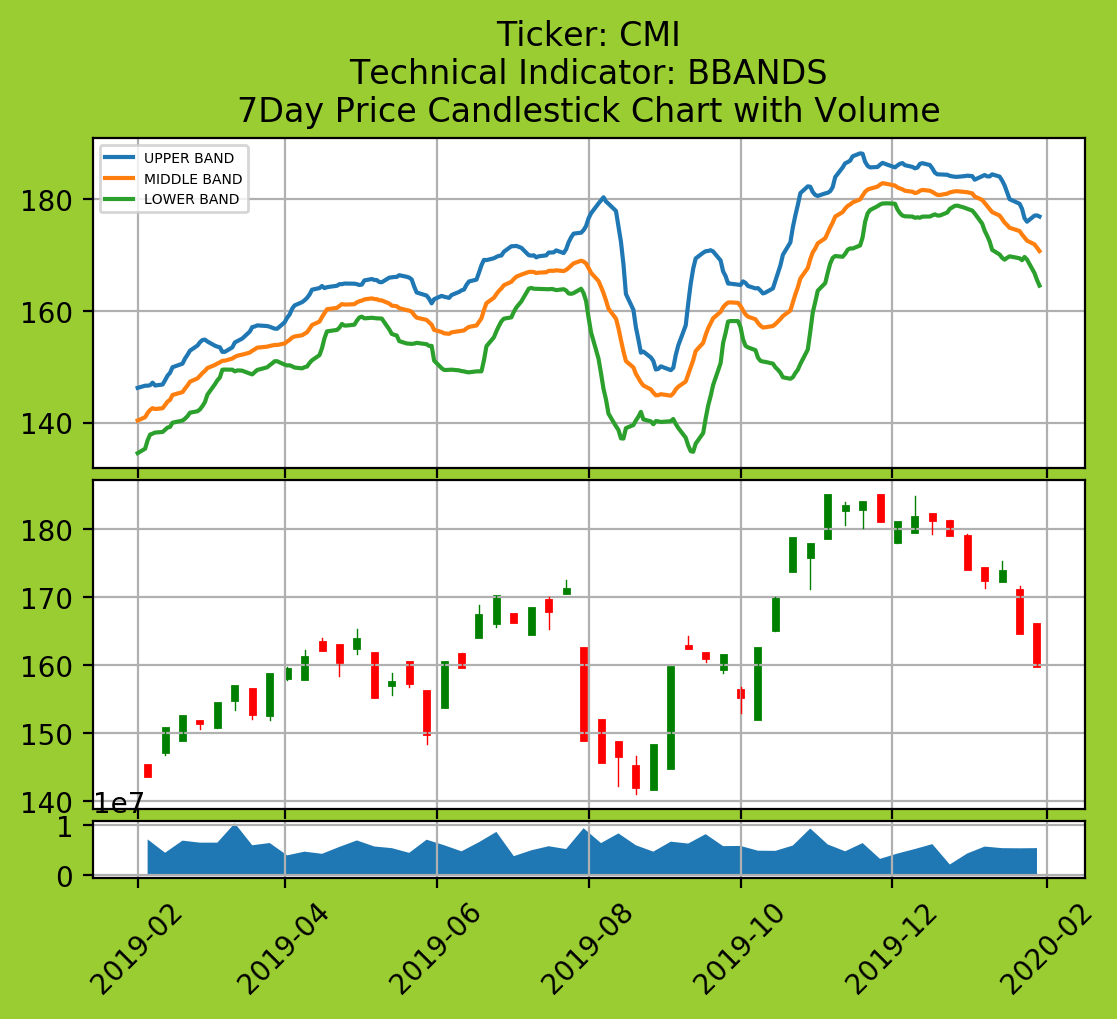 Ticker: CMI
Technical Indicator: BBANDS
7Day Price Candlestick Chart with Volume
UPPER BAND
MIDDLE BAND
LOWER BAND
180
160
140
180
170
160
150
140
1e7
1
0
2019-02
2019-04
2019-06
2019-08
2019-10
2019-12
2020-02